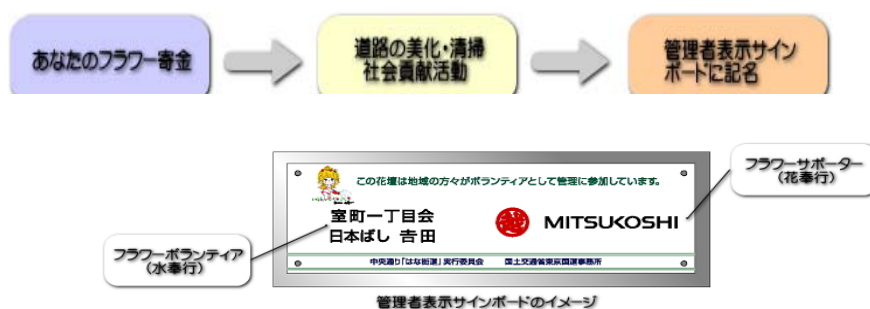 あなたのフラワー寄金
道路の美化・清掃
社会貢献活動
管理者表示サイン
ボードに記名
フラワーサポーター
(花奉行)
この花壇は地域の方々がボランティアとして管理に参加しています。
室町一丁目会
日本ばし 𠮷田
越 MITSUKOSHI
フラワーボランティア
(水奉行)
中央通り「はな街道」実行委員会 国土交通省東京国道事務所
管理者表示サインボードのイメージ